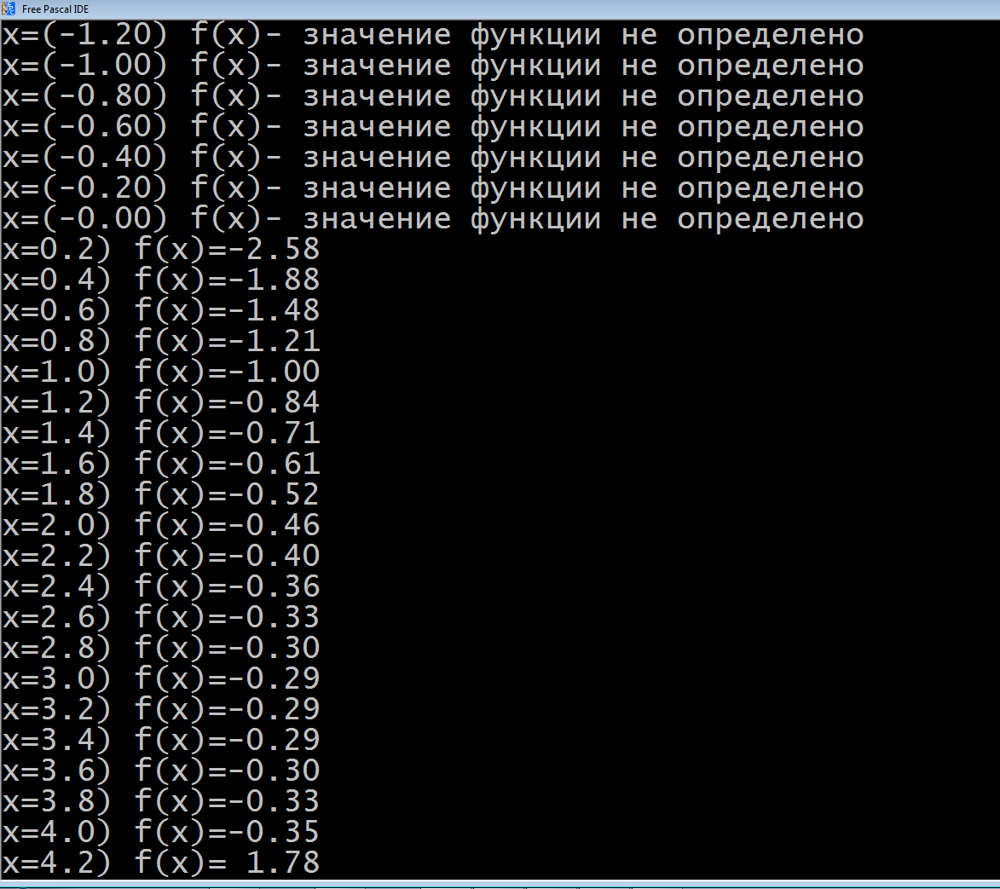 Free Pascal IDE
x=(-1.20) f(x)- значение функции не определено
x=(-1.00) f(x)- значение функции не определено
x=(-0.80) f(x)- значение функции не определено
x=(-0.60) f(x)- значение функции не определено
x=(-0.40) f(x)- значение функции не определено
x=(-0.20) f(x)- значение функции не определено
x=(-0.00) f(x)- значение функции не определено
x=0.2) f(x)=-2.58
x=0.4) f(x)=-1.88
x=0.6) f(x)=-1.48
x=0.8) f(x)=-1.21
x=1.0) f(x)=-1.00
x=1.2) f(x)=-0.84
x=1.4) f(x)=-0.71
x=1.6) f(x)=-0.61
x=1.8) f(x)=-0.52
x=2.0) f(x)=-0.46
x=2.2) f(x)=-0.40
x=2.4) f(x)=-0.36
x=2.6) f(x)=-0.33
x=2.8) f(x)=-0.30
x=3.0) f(x)=-0.29
x=3.2) f(x)=-0.29
x=3.4) f(x)=-0.29
x=3.6) f(x)=-0.30
x=3.8) f(x)=-0.33
x=4.0) f(x)=-0.35
x=4.2) f(x)= 1.78